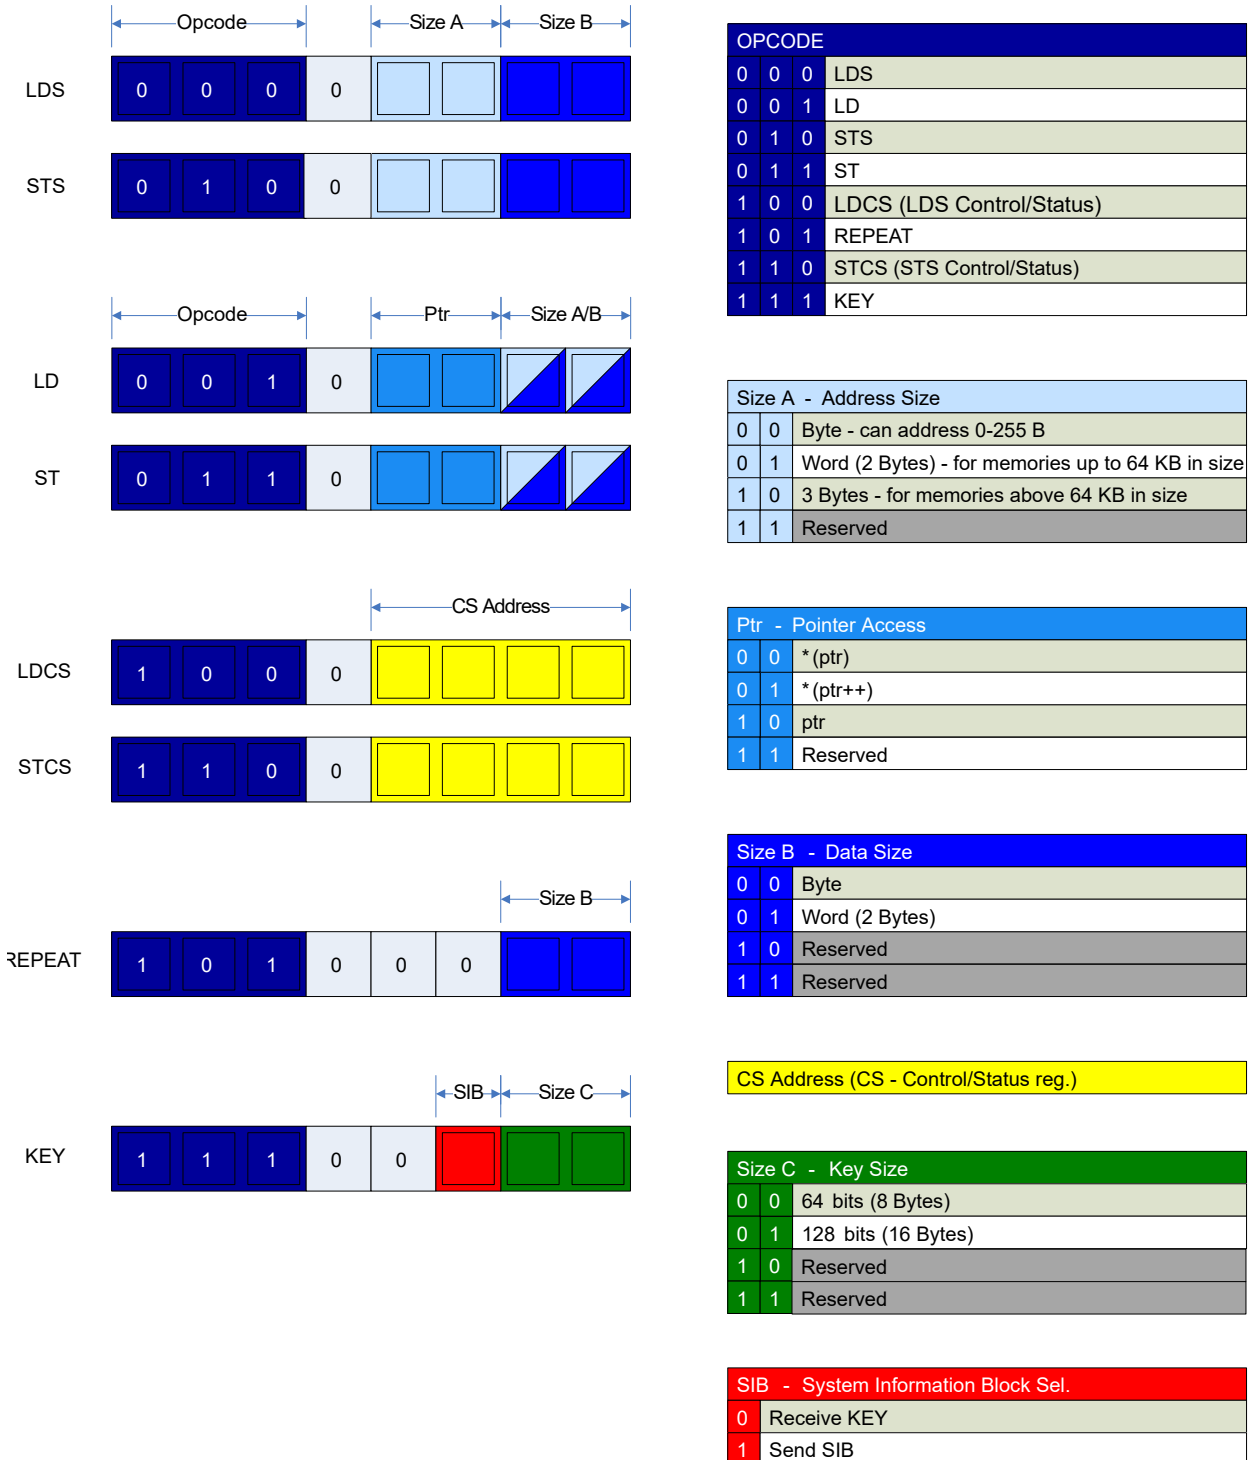 Opcode Size A Size B
LDS 0 0 0 0
STS 0 1 0 0
Opcode Ptr Size A/B
LD 0 0 1 0
ST 0 1 1 0
CS Address
LDCS 1 0 0 0
STCS 1 1 0 0
Size B
REPEAT 1 0 1 0 0 0
SIB Size C
KEY 1 1 1 0 0
OPCODE
0 0 0 LDS
0 0 1 LD
0 1 0 STS
0 1 1 ST
1 0 0 LDCS (LDS Control/Status)
1 0 1 REPEAT
1 1 0 STCS (STS Control/Status)
1 1 1 KEY
Size A - Address Size
0 0 Byte - can address 0-255 B
0 1 Word (2 Bytes) - for memories up to 64 KB in size
1 0 3 Bytes - for memories above 64 KB in size
1 1 Reserved
Ptr - Pointer Access
0 0 *(ptr)
0 1 *(ptr++)
1 0 ptr
1 1 Reserved
Size B - Data Size
0 0 Byte
0 1 Word (2 Bytes)
1 0 Reserved
1 1 Reserved
CS Address (CS - Control/Status reg.)
Size C - Key Size
0 0 64 bits (8 Bytes)
0 1 128 bits (16 Bytes)
1 0 Reserved
1 1 Reserved
SIB - System Information Block Sel.
0 Receive KEY
1 Send SIB